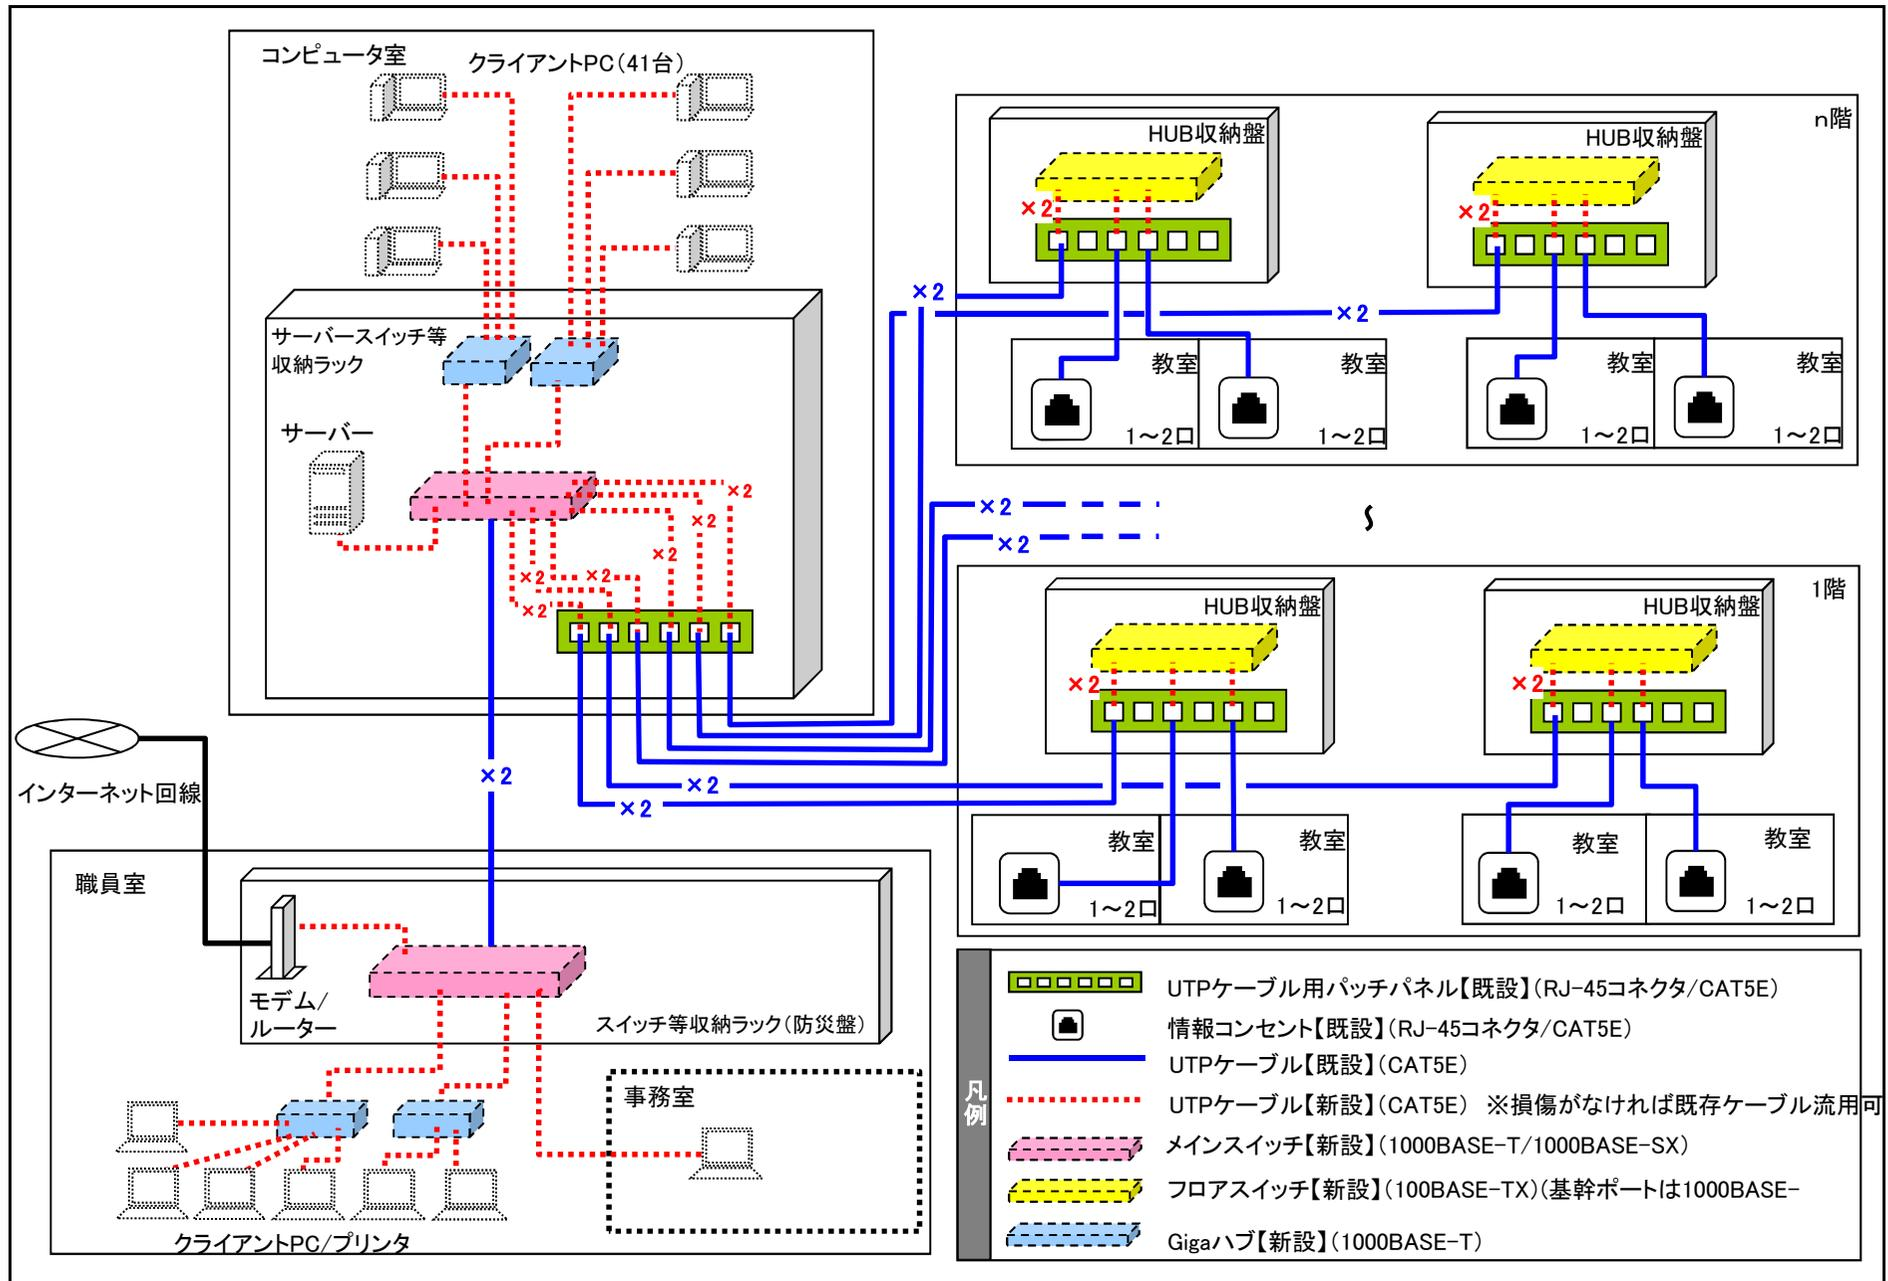 コンピュータ室
クライアントPC(41台)
サーバースイッチ等
収納ラック
サーバー
×2
×2
×2
×2
×2
×2
n階
HUB収納盤
×2
HUB収納盤
×2
×2
×2
教室
1～2口
教室
1～2口
教室
1～2口
教室
1～2口
×2
×2
～
1階
HUB収納盤
×2
HUB収納盤
×2
×2
×2
×2
教室
1～2口
教室
1～2口
教室
1～2口
教室
1～2口
インターネット回線
職員室
モデム/
ルーター
スイッチ等収納ラック(防災盤)
事務室
クライアントPC/プリンタ
凡例
UTPケーブル用パッチパネル【既設】(RJ-45コネクタ/CAT5E)
情報コンセント【既設】(RJ-45コネクタ/CAT5E)
UTPケーブル【既設】(CAT5E)
UTPケーブル【新設】(CAT5E) ※損傷がなければ既存ケーブル流用可
メインスイッチ【新設】(1000BASE-T/1000BASE-SX)
フロアスイッチ【新設】(100BASE-TX)(基幹ポートは1000BASE-
Gigaハブ【新設】(1000BASE-T)